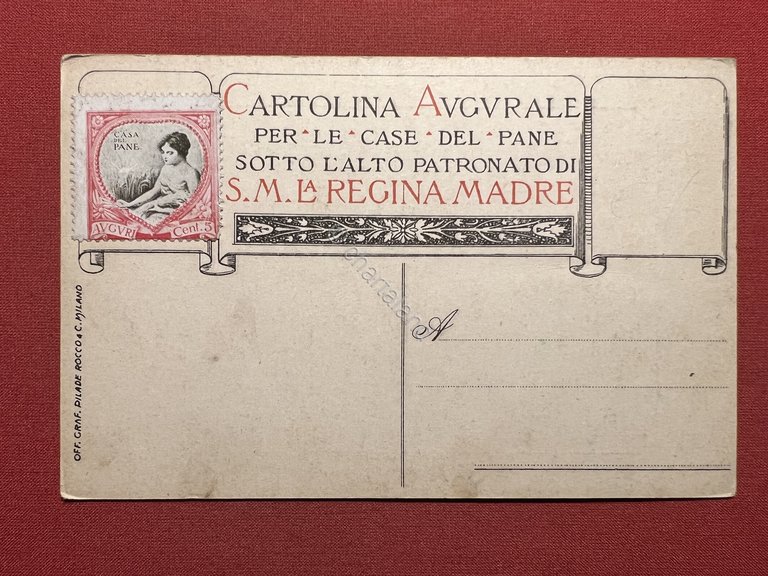 CASA
DEL
PANE
AVGVRI Cent. 5
CARTOLINA AVGVRALE
PER LE CASE DEL PANE
SOTTO L'ALTO PATRONATO DI
S. M. LA REGINA MADRE
A
OFF. GRAF. PILADE ROCCO & C. MILANO